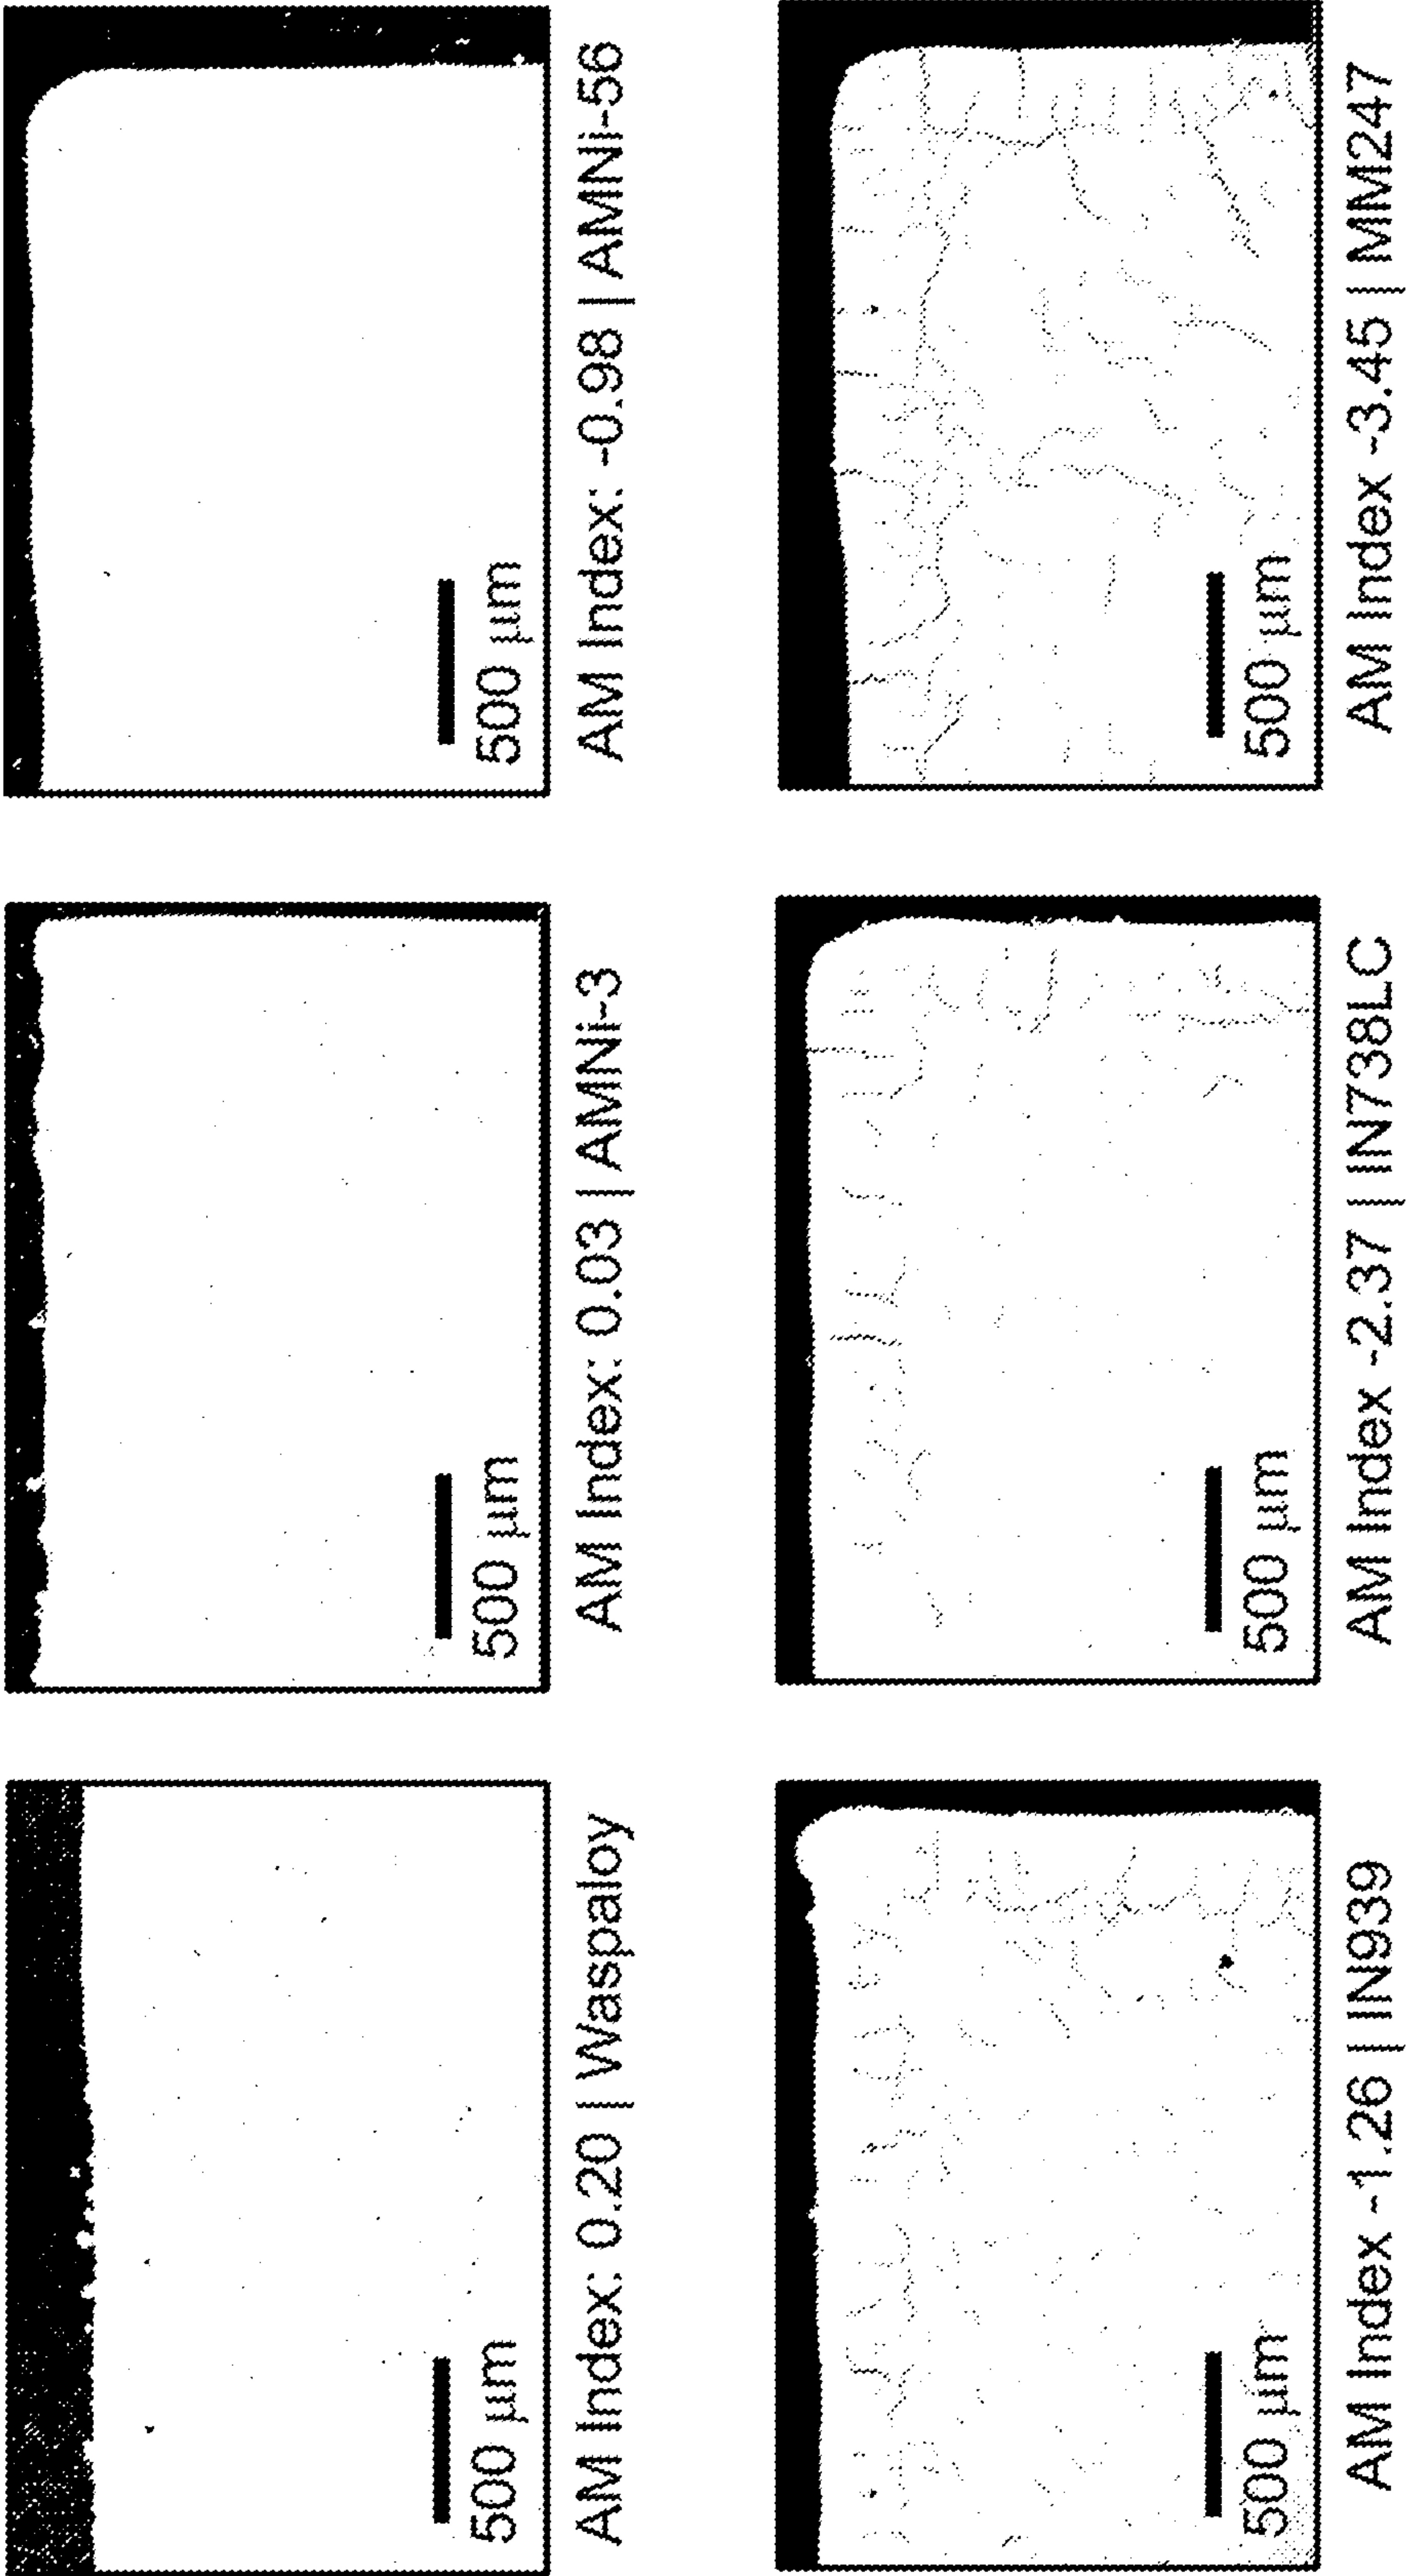 500 µm
AM Index: 0.20 | Waspaloy
500 µm
AM Index: 0.03 | AMNi-3
500 µm
AM Index: -0.98 | AMNi-56
500 µm
AM Index -1.26 | IN939
500 µm
AM Index -2.37 | IN738LC
500 µm
AM Index -3.45 | MM247